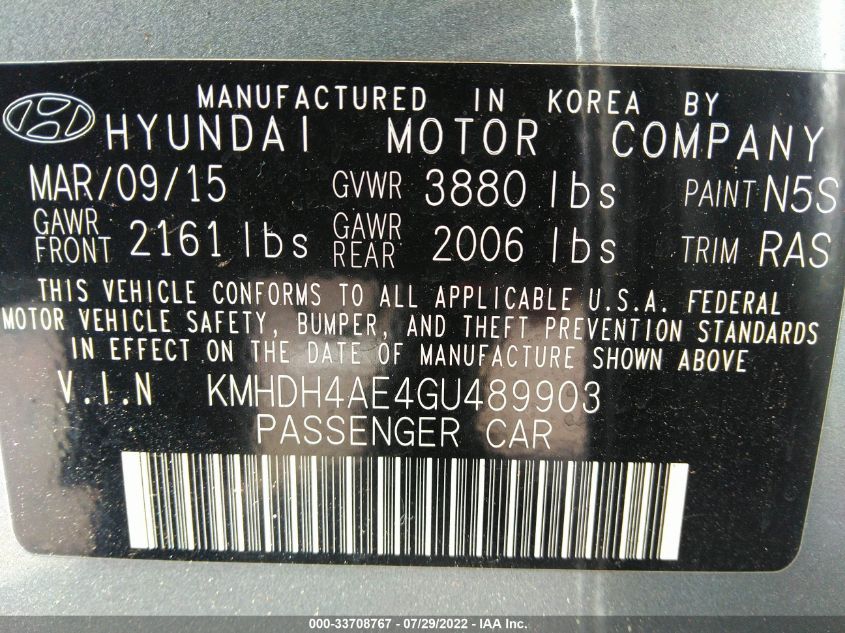 MANUFACTURED IN KOREA BY
HYUNDAI MOTOR COMPANY
MAR/09/15 GVWR 3880 lbs PAINT N5S
GAWR FRONT 2161 lbs GAWR REAR 2006 lbs TRIM RAS
THIS VEHICLE CONFORMS TO ALL APPLICABLE U.S.A. FEDERAL
MOTOR VEHICLE SAFETY, BUMPER, AND THEFT PREVENTION STANDARDS
IN EFFECT ON THE DATE OF MANUFACTURE SHOWN ABOVE
V.I.N KMHDH4AE4GU489903
PASSENGER CAR
000-33708767 - 07/29/2022 - IAA Inc.